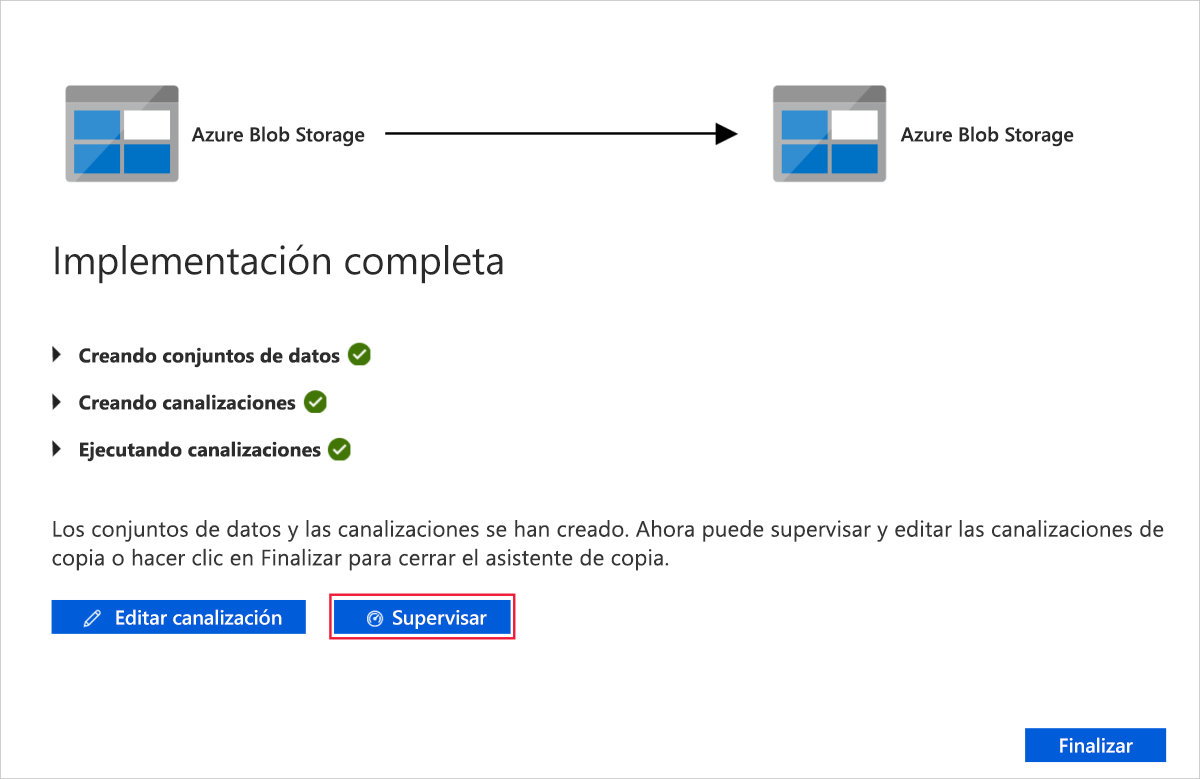 Azure Blob Storage
Azure Blob Storage
Implementación completa
Creando conjuntos de datos
Creando canalizaciones
Ejecutando canalizaciones
Los conjuntos de datos y las canalizaciones se han creado. Ahora puede supervisar y editar las canalizaciones de
copia o hacer clic en Finalizar para cerrar el asistente de copia.
Editar canalización
Supervisar
Finalizar